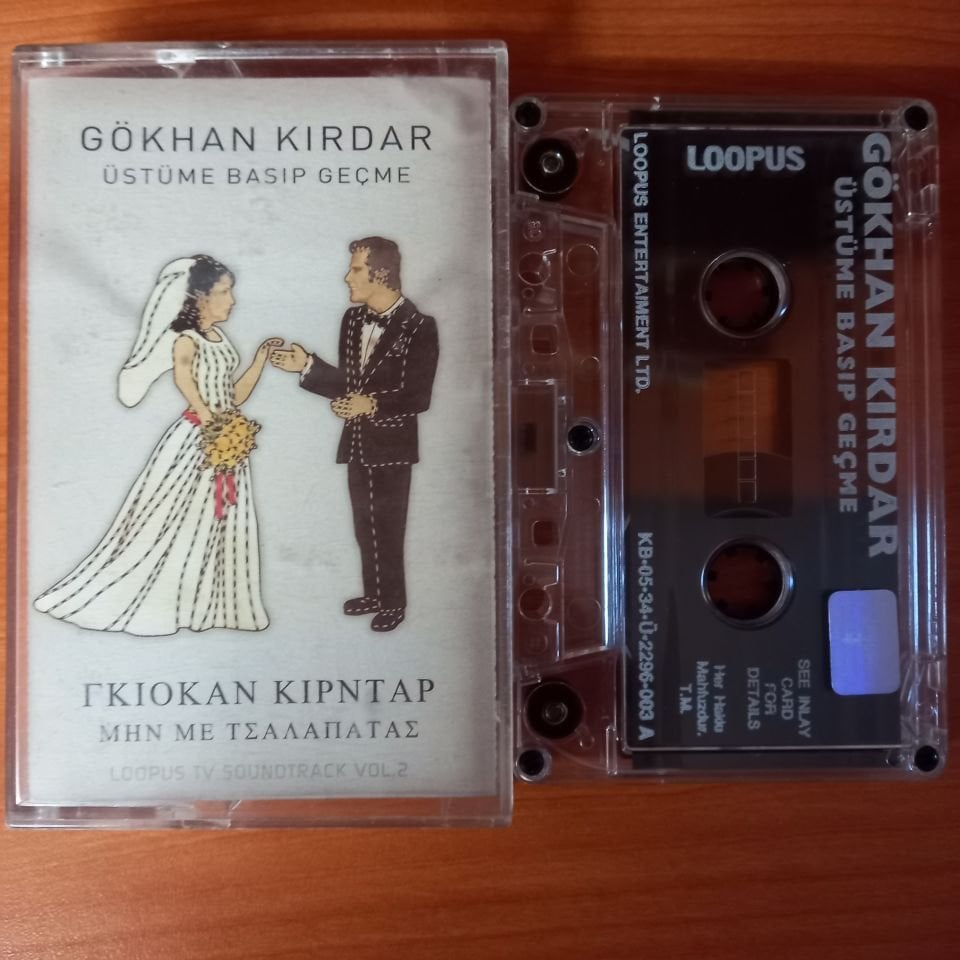 GÖKHAN KIRDAR
ÜSTÜME BASIP GEÇME
ΓΚΙΟΚΑΝ ΚΙΡΝΤΑΡ
ΜΗΝ ΜΕ ΤΣΑΛΑΠΑΤΑΣ
LOOPUS TV SOUNDTRACK VOL.2
LOOPUS
GÖKHAN KIRDAR
ÜSTÜME BASIP GEÇME
LOOPUS ENTERTAIMENT LTD.
KB•05•34•Ü•2296-003 A
SEE INLAY
CARD
FOR
DETAILS
Her Hakkı
Mahfuzdur.
T.M.